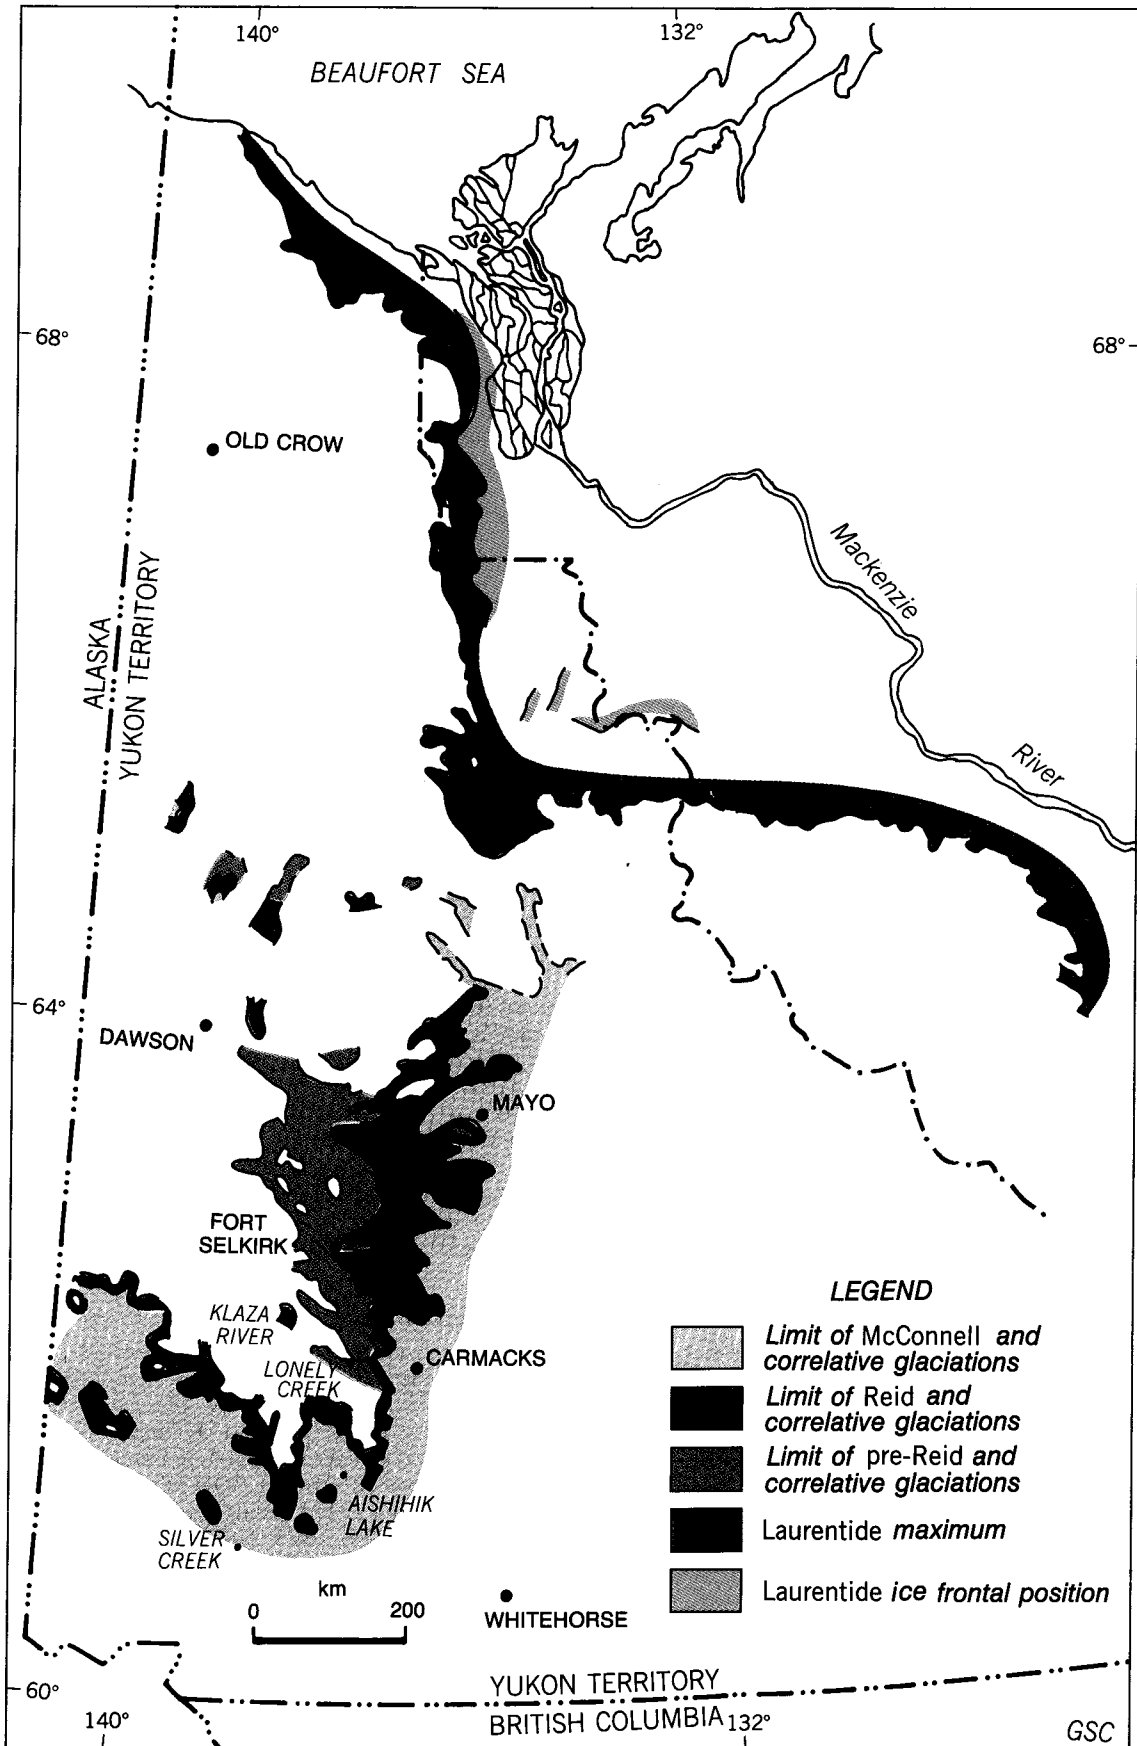 140°
132°
BEAUFORT SEA
68°
68°
OLD CROW
Mackenzie
River
ALASKA
YUKON TERRITORY
64°
DAWSON
MAYO
FORT
SELKIRK
KLAZA
RIVER
LONELY
CREEK
CARMACKS
AISHIHIK
LAKE
SILVER
CREEK
WHITEHORSE
km
0 200
LEGEND
Limit of McConnell and
correlative glaciations
Limit of Reid and
correlative glaciations
Limit of pre-Reid and
correlative glaciations
Laurentide maximum
Laurentide ice frontal position
60°
YUKON TERRITORY
BRITISH COLUMBIA
140°
132°
GSC